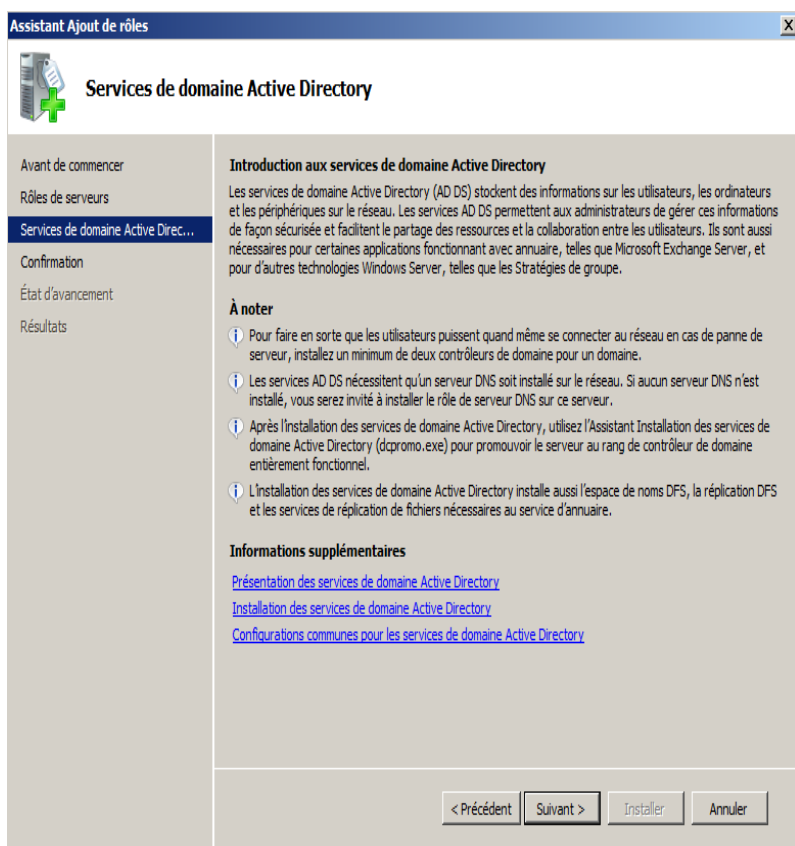 Assistant Ajout de rôles
X
Services de domaine Active Directory
Avant de commencer
Rôles de serveurs
Services de domaine Active Direc...
Confirmation
État d'avancement
Résultats
Introduction aux services de domaine Active Directory
Les services de domaine Active Directory (AD DS) stockent des informations sur les utilisateurs, les ordinateurs
et les périphériques sur le réseau. Les services AD DS permettent aux administrateurs de gérer ces informations
de façon sécurisée et facilitent le partage des ressources et la collaboration entre les utilisateurs. Ils sont aussi
nécessaires pour certaines applications fonctionnant avec annuaire, telles que Microsoft Exchange Server, et
pour d'autres technologies Windows Server, telles que les Stratégies de groupe.
À noter
Pour faire en sorte que les utilisateurs puissent quand même se connecter au réseau en cas de panne de
serveur, installez un minimum de deux contrôleurs de domaine pour un domaine.
Les services AD DS nécessitent qu'un serveur DNS soit installé sur le réseau. Si aucun serveur DNS n'est
installé, vous serez invité à installer le rôle de serveur DNS sur ce serveur.
Après l'installation des services de domaine Active Directory, utilisez l'Assistant Installation des services de
domaine Active Directory (dcpromo.exe) pour promouvoir le serveur au rang de contrôleur de domaine
entièrement fonctionnel.
L'installation des services de domaine Active Directory installe aussi l'espace de noms DFS, la réplication DFS
et les services de réplication de fichiers nécessaires au service d'annuaire.
Informations supplémentaires
Présentation des services de domaine Active Directory
Installation des services de domaine Active Directory
Configurations communes pour les services de domaine Active Directory
< Précédent
Suivant >
Installer
Annuler